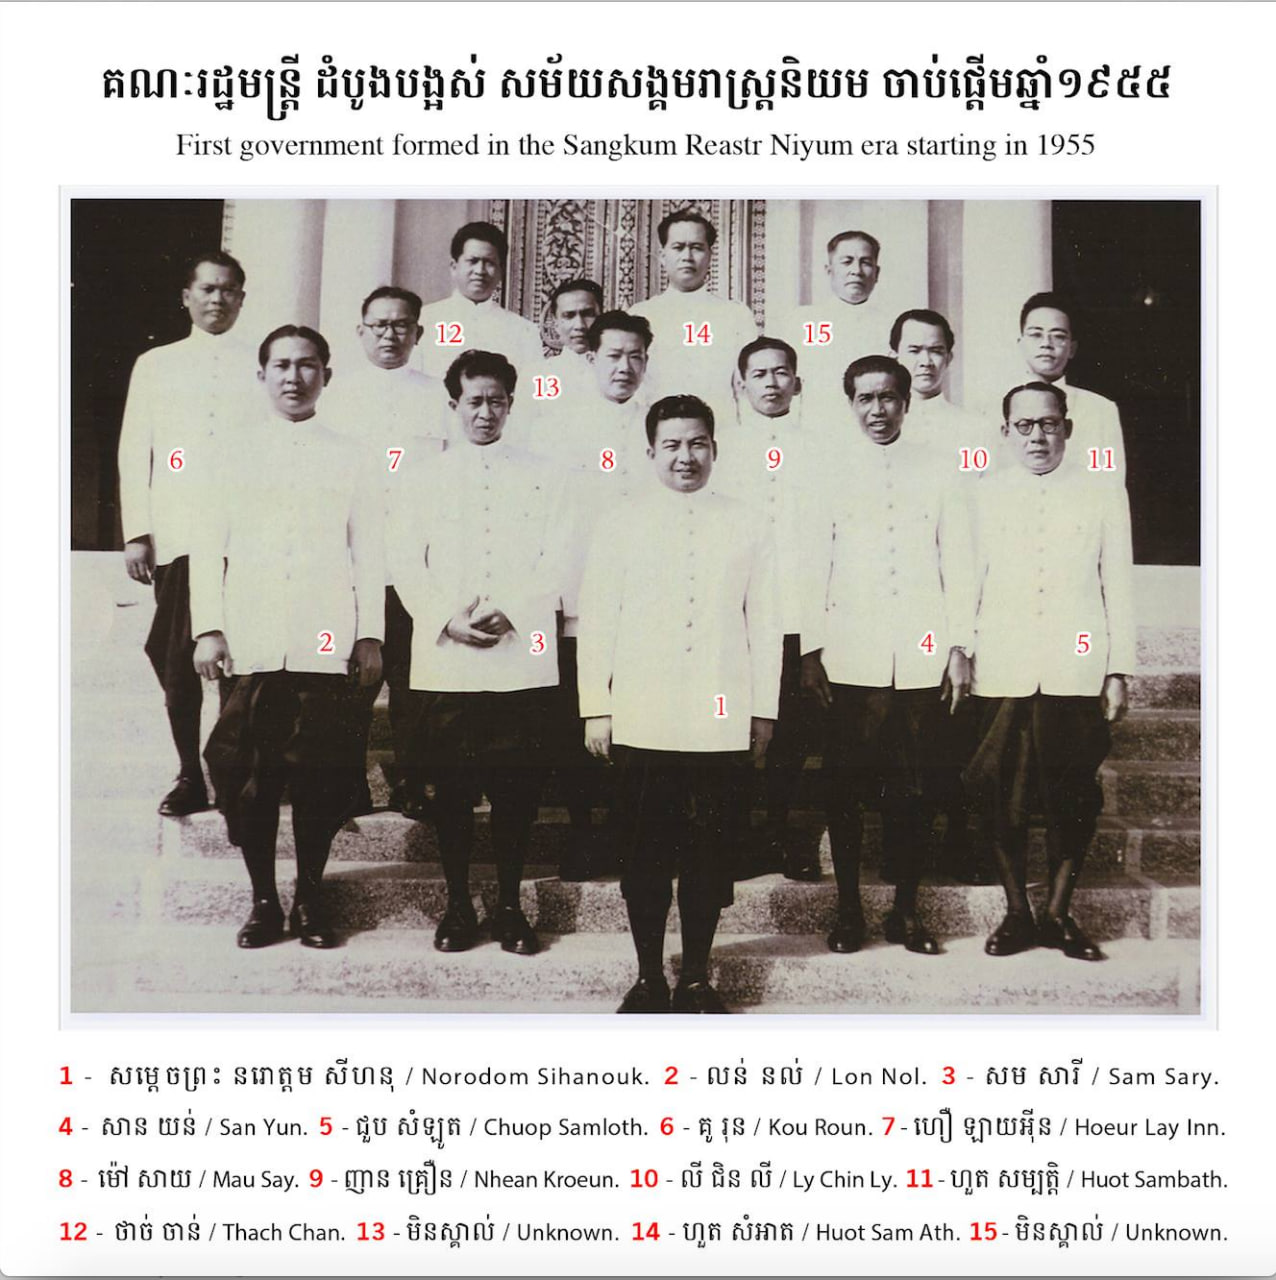 គណៈរដ្ឋមន្ត្រី ដំបូងបង្អស់ សម័យសង្គមរាស្ត្រនិយម ចាប់ផ្តើមឆ្នាំ១៩៥៥
First government formed in the Sangkum Reastr Niyum era starting in 1955
12 14 15
13
6 7 8 9 10 11
2 3 4 5
1
1 - សម្តេចព្រះ នរោត្តម សីហនុ / Norodom Sihanouk. 2 - លន់ នល់ / Lon Nol. 3 - សម សារី / Sam Sary.
4 - សាន យន់ / San Yun. 5 - ជួប សំឡូត / Chuop Samloth. 6 - គូ រុន / Kou Roun. 7 - ហឿ ឡាយអ៊ីន / Hoeur Lay Inn.
8 - ម៉ៅ សាយ / Mau Say. 9 - ញាន គ្រឿន / Nhean Kroeun. 10 - លី ជិន លី / Ly Chin Ly. 11 - ហួត សម្បត្តិ / Huot Sambath.
12 - ថាច់ ចាន់ / Thach Chan. 13 - មិនស្គាល់ / Unknown. 14 - ហួត សំអាត / Huot Sam Ath. 15 - មិនស្គាល់ / Unknown.